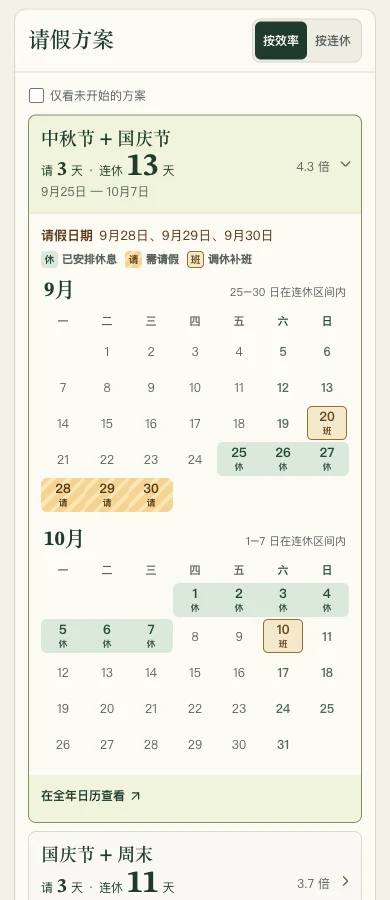 请假方案
按效率 按连休
仅看未开始的方案
中秋节 + 国庆节
请 3 天 · 连休 13 天
4.3 倍
9月25日 — 10月7日
请假日期 9月28日、9月29日、9月30日
休 已安排休息 请 需请假 班 调休补班
9月 25–30 日在连休区间内
一 二 三 四 五 六 日
1 2 3 4 5 6
7 8 9 10 11 12 13
14 15 16 17 18 19 20
班
21 22 23 24 25 26 27
休 休 休
28 29 30
请 请 请
10月 1–7 日在连休区间内
一 二 三 四 五 六 日
1 2 3 4
休 休 休 休
5 6 7 8 9 10 11
休 休 休 班
12 13 14 15 16 17 18
19 20 21 22 23 24 25
26 27 28 29 30 31
在全年日历查看 ↗
国庆节 + 周末
请 3 天 · 连休 11 天
3.7 倍